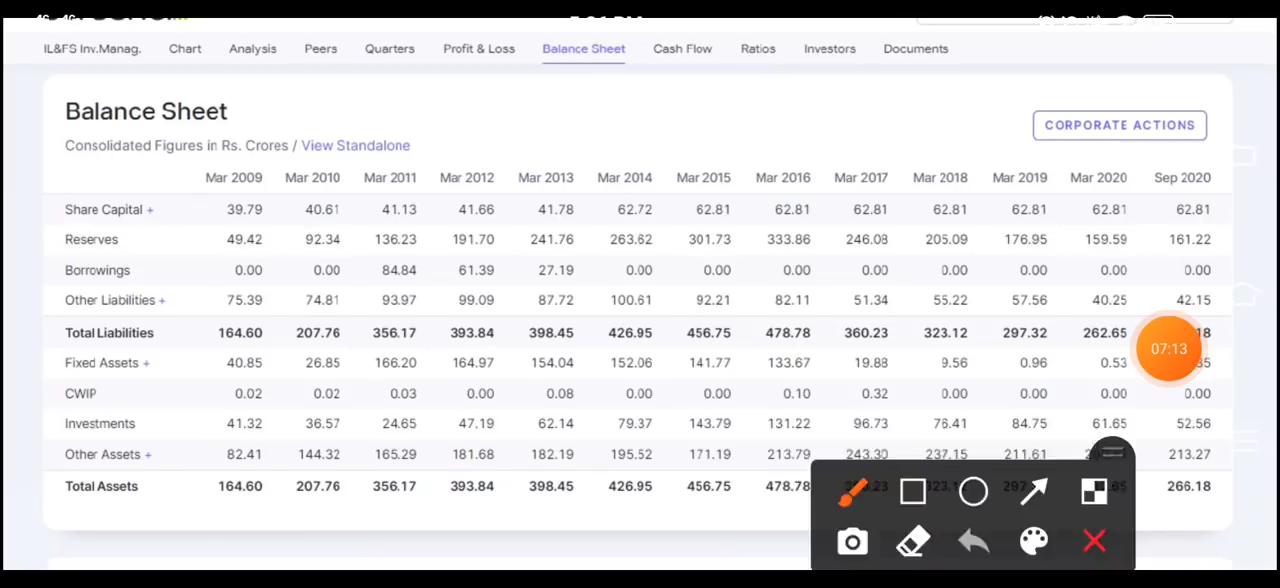 IL&FS Inv.Manag. Chart Analysis Peers Quarters Profit & Loss Balance Sheet Cash Flow Ratios Investors Documents
Balance Sheet
CORPORATE ACTIONS
Consolidated Figures in Rs. Crores / View Standalone
Mar 2009 Mar 2010 Mar 2011 Mar 2012 Mar 2013 Mar 2014 Mar 2015 Mar 2016 Mar 2017 Mar 2018 Mar 2019 Mar 2020 Sep 2020
Share Capital + 39.79 40.61 41.13 41.66 41.78 62.72 62.81 62.81 62.81 62.81 62.81 62.81 62.81
Reserves 49.42 92.34 136.23 191.70 241.76 263.62 301.73 333.86 246.08 205.09 176.95 159.59 161.22
Borrowings 0.00 0.00 84.84 61.39 27.19 0.00 0.00 0.00 0.00 0.00 0.00 0.00 0.00
Other Liabilities + 75.39 74.81 93.97 99.09 87.72 100.61 92.21 82.11 51.34 55.22 57.56 40.25 42.15
Total Liabilities 164.60 207.76 356.17 393.84 398.45 426.95 456.75 478.78 360.23 323.12 297.32 262.65
07:13
Fixed Assets + 40.85 26.85 166.20 164.97 154.04 152.06 141.77 133.67 19.88 9.56 0.96 0.53
CWIP 0.02 0.02 0.03 0.00 0.08 0.00 0.00 0.10 0.32 0.00 0.00 0.00 0.00
Investments 41.32 36.57 24.65 47.19 62.14 79.37 143.79 131.22 96.73 76.41 84.75 61.65 52.56
Other Assets + 82.41 144.32 165.29 181.68 182.19 195.52 171.19 213.79 243.30 237.15 211.61 213.27
Total Assets 164.60 207.76 356.17 393.84 398.45 426.95 456.75 478.78 266.18